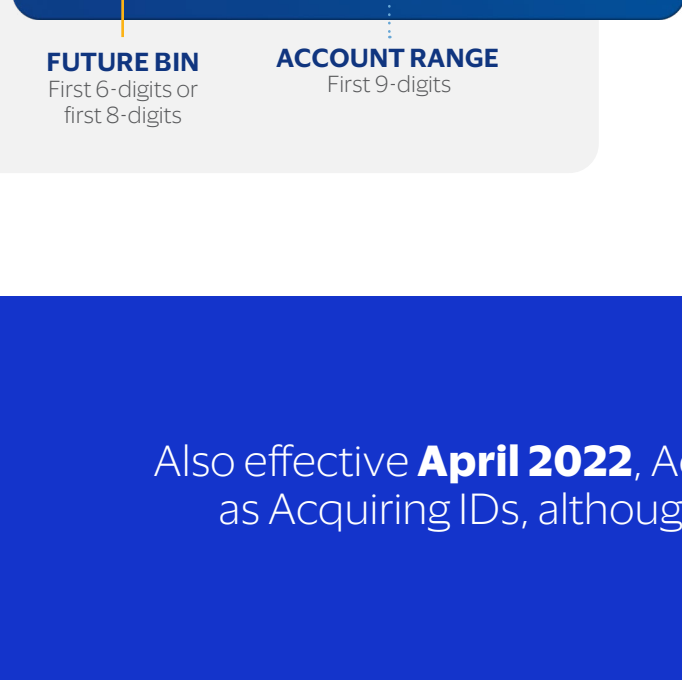 FUTURE BIN
First 6-digits or
first 8-digits
ACCOUNT RANGE
First 9-digits
Also effective April 2022,
as Acquiring IDs,